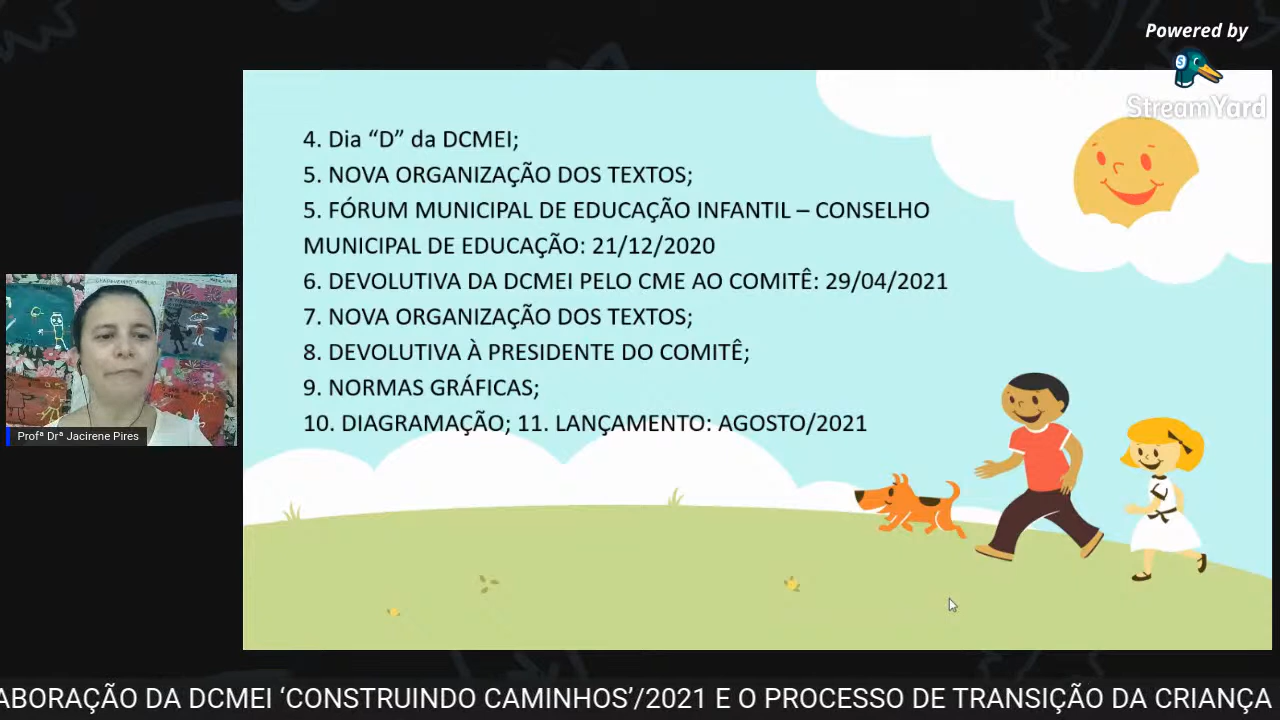 Powered by
StreamYard
4. Dia “D” da DCMEI;
5. NOVA ORGANIZAÇÃO DOS TEXTOS;
5. FÓRUM MUNICIPAL DE EDUCAÇÃO INFANTIL – CONSELHO
MUNICIPAL DE EDUCAÇÃO: 21/12/2020
6. DEVOLUTIVA DA DCMEI PELO CME AO COMITÊ: 29/04/2021
7. NOVA ORGANIZAÇÃO DOS TEXTOS;
8. DEVOLUTIVA À PRESIDENTE DO COMITÊ;
9. NORMAS GRÁFICAS;
10. DIAGRAMAÇÃO; 11. LANÇAMENTO: AGOSTO/2021
Profª Drª Jacirene Pires
ABORAÇÃO DA DCMEI ‘CONSTRUINDO CAMINHOS’/2021 E O PROCESSO DE TRANSIÇÃO DA CRIANÇA